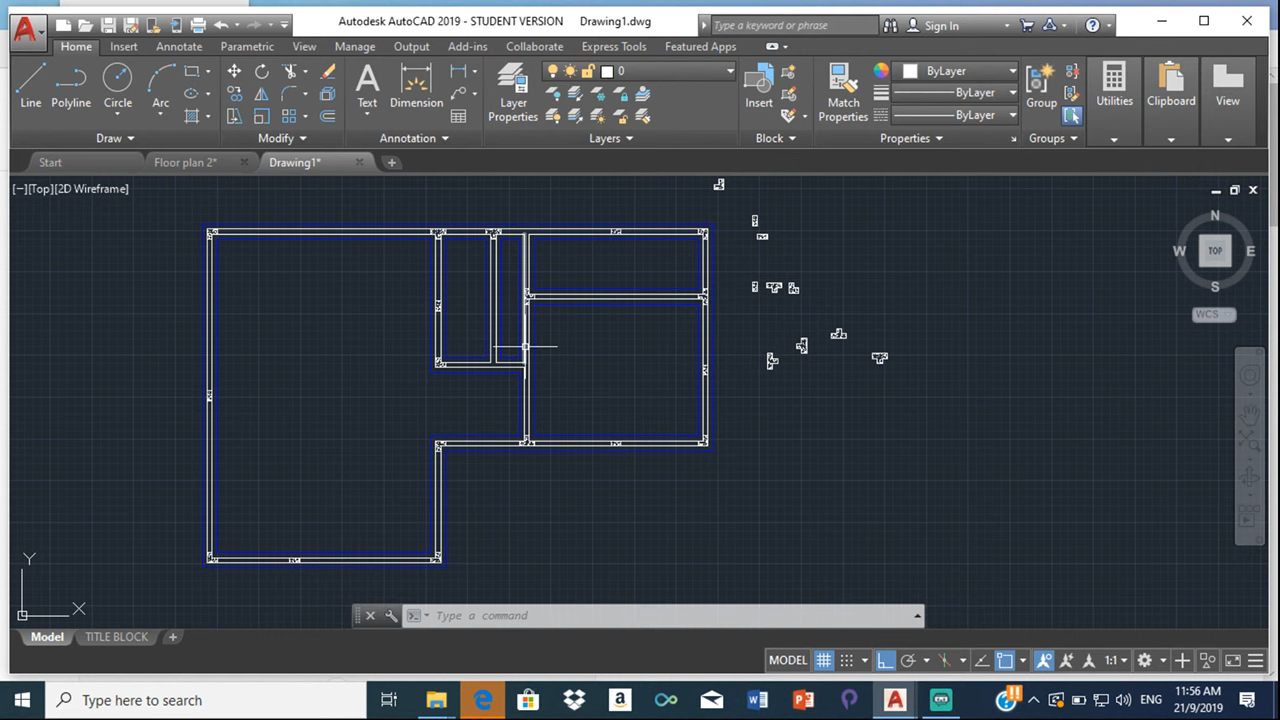 Autodesk AutoCAD 2019 - STUDENT VERSION Drawing1.dwg
Type a keyword or phrase
Sign In
Home Insert Annotate Parametric View Manage Output Add-ins Collaborate Express Tools Featured Apps
0
ByLayer
ByLayer
ByLayer
Line Polyline Circle Arc Text Dimension Layer Properties Insert Match Properties Group Utilities Clipboard View
Draw Modify Annotation Layers Block Properties Groups
Start Floor plan 2* Drawing1*
[−][Top][2D Wireframe]
N
W TOP E
S
WCS
Y
X
Type a command
Model TITLE BLOCK
MODEL 1:1
Type here to search
ENG
11:56 AM
21/9/2019